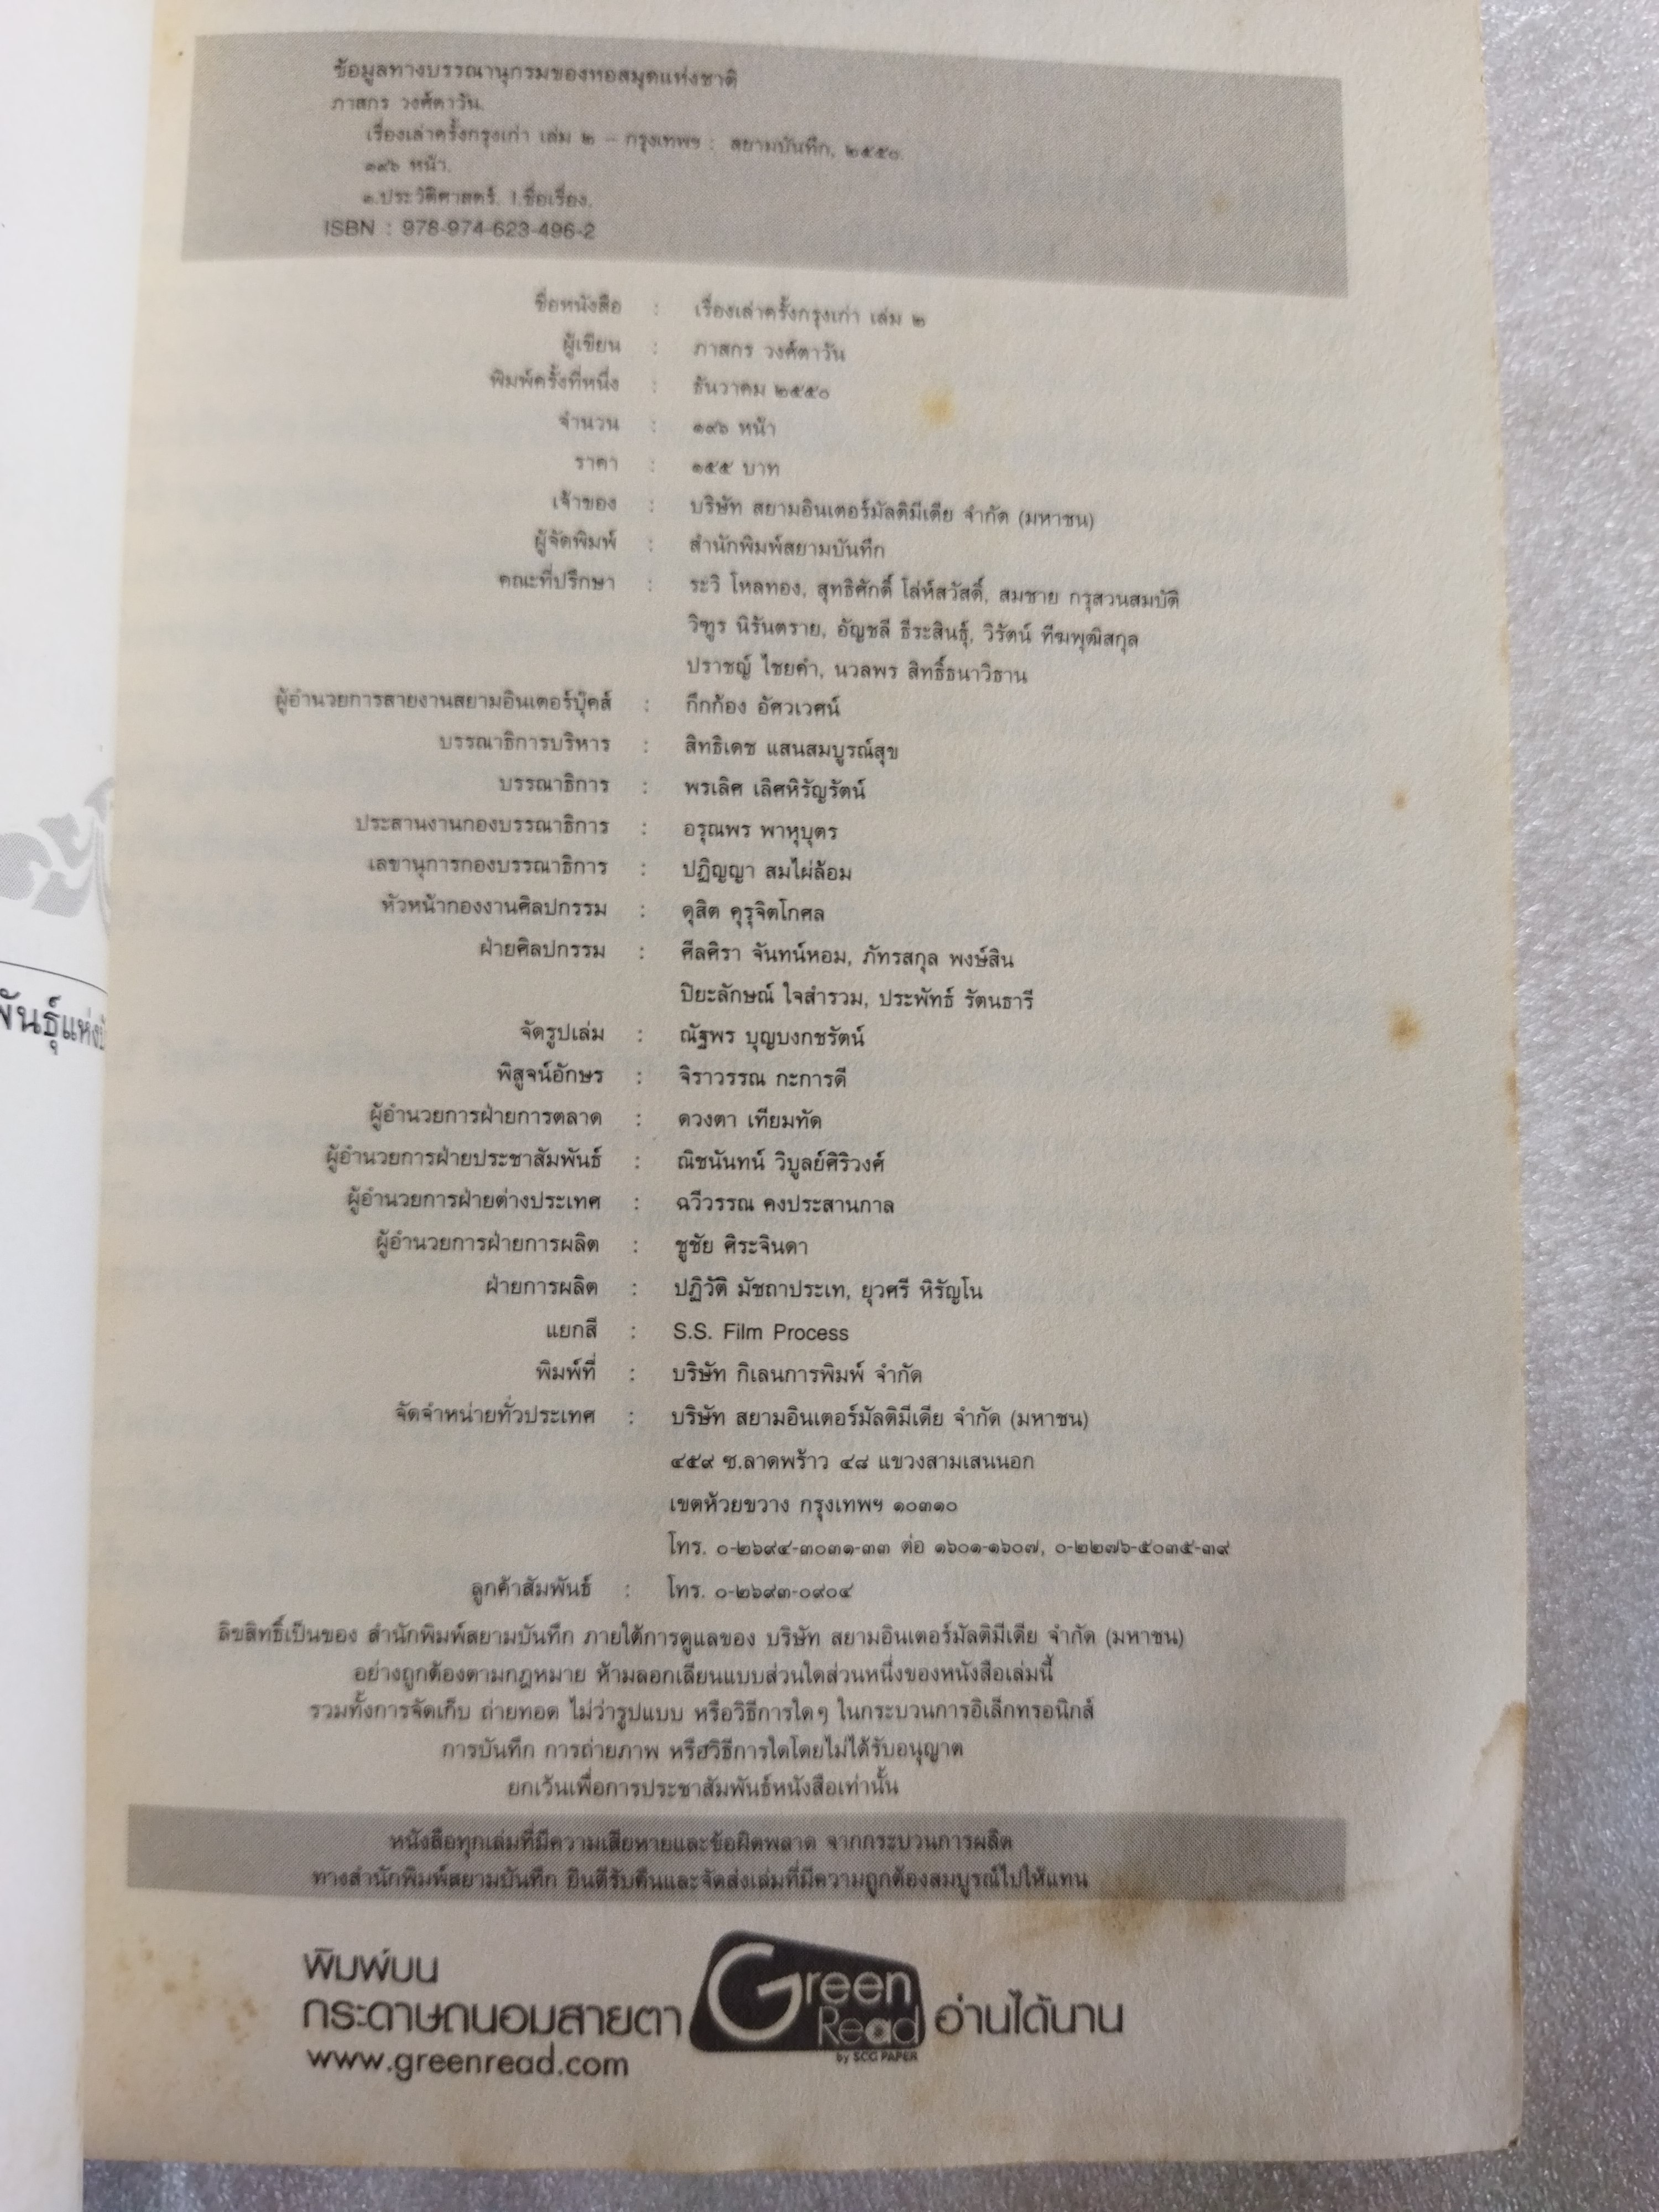 ข้อมูลทางบรรณานุกรมของหอสมุดแห่งชาติ
ภาสกร วงศ์ตาวัน.
เรื่องเล่าครั้งกรุงเก่า เล่ม ๒ – กรุงเทพฯ : สยามบันทึก, ๒๕๕๐.
๑๙๖ หน้า.
๑.ประวัติศาสตร์. I.ชื่อเรื่อง.
ISBN : 978-974-623-496-2
ชื่อหนังสือ : เรื่องเล่าครั้งกรุงเก่า เล่ม ๒
ผู้เขียน : ภาสกร วงศ์ตาวัน
พิมพ์ครั้งที่หนึ่ง : ธันวาคม ๒๕๕๐
จำนวน : ๑๙๖ หน้า
ราคา : ๑๕๕ บาท
เจ้าของ : บริษัท สยามอินเตอร์มัลติมีเดีย จำกัด (มหาชน)
ผู้จัดพิมพ์ : สำนักพิมพ์สยามบันทึก
คณะที่ปรึกษา : ระวิ โหลทอง, สุทธิศักดิ์ โล่ห์สวัสดิ์, สมชาย กรุสวนสมบัติ
วิฑูร นิรันตราย, อัญชลี ธีระสินธุ์, วิรัตน์ ทีฆพุฒิสกุล
ปราชญ์ ไชยคำ, นวลพร สิทธิ์ธนาวิธาน
ผู้อำนวยการสายงานสยามอินเตอร์บุ๊คส์ : กึกก้อง อัศวเวศน์
บรรณาธิการบริหาร : สิทธิเดช แสนสมบูรณ์สุข
บรรณาธิการ : พรเลิศ เลิศหิรัญรัตน์
ประสานงานกองบรรณาธิการ : อรุณพร พาหุบุตร
เลขานุการกองบรรณาธิการ : ปฏิญญา สมไผ่ล้อม
หัวหน้ากองงานศิลปกรรม : ดุสิต คุรุจิตโกศล
ฝ่ายศิลปกรรม : ศีลศิรา จันทน์หอม, ภัทรสกุล พงษ์สิน
ปิยะลักษณ์ ใจสำรวม, ประพัทธ์ รัตนธารี
จัดรูปเล่ม : ณัฐพร บุญบงกชรัตน์
พิสูจน์อักษร : จิราวรรณ กะการดี
ผู้อำนวยการฝ่ายการตลาด : ดวงตา เทียมทัด
ผู้อำนวยการฝ่ายประชาสัมพันธ์ : ณิชนันทน์ วิบูลย์ศิริวงศ์
ผู้อำนวยการฝ่ายต่างประเทศ : ฉวีวรรณ คงประสานกาล
ผู้อำนวยการฝ่ายการผลิต : ชูชัย ศิระจินดา
ฝ่ายการผลิต : ปฏิวัติ มัชถาประเท, ยุวศรี หิรัญโน
แยกสี : S.S. Film Process
พิมพ์ที่ : บริษัท กิเลนการพิมพ์ จำกัด
จัดจำหน่ายทั่วประเทศ : บริษัท สยามอินเตอร์มัลติมีเดีย จำกัด (มหาชน)
๔๕๙ ซ.ลาดพร้าว ๔๘ แขวงสามเสนนอก
เขตห้วยขวาง กรุงเทพฯ ๑๐๓๑๐
โทร. ๐-๒๖๙๔-๓๐๓๑-๓๓ ต่อ ๑๖๐๑-๑๖๐๗, ๐-๒๒๗๖-๕๐๓๕-๓๙
ลูกค้าสัมพันธ์ : โทร. ๐-๒๖๙๓-๐๙๐๔
ลิขสิทธิ์เป็นของ สำนักพิมพ์สยามบันทึก ภายใต้การดูแลของ บริษัท สยามอินเตอร์มัลติมีเดีย จำกัด (มหาชน)
อย่างถูกต้องตามกฎหมาย ห้ามลอกเลียนแบบส่วนใดส่วนหนึ่งของหนังสือเล่มนี้
รวมทั้งการจัดเก็บ ถ่ายทอด ไม่ว่ารูปแบบ หรือวิธีการใดๆ ในกระบวนการอิเล็กทรอนิกส์
การบันทึก การถ่ายภาพ หรือวิธีการใดโดยไม่ได้รับอนุญาต
ยกเว้นเพื่อการประชาสัมพันธ์หนังสือเท่านั้น
หนังสือทุกเล่มที่มีความเสียหายและข้อผิดพลาด จากกระบวนการผลิต
ทางสำนักพิมพ์สยามบันทึก ยินดีรับคืนและจัดส่งเล่มที่มีความถูกต้องสมบูรณ์ไปให้แทน
พิมพ์บน
กระดาษถนอมสายตา Green Read อ่านได้นาน
by SCG PAPER
www.greenread.com